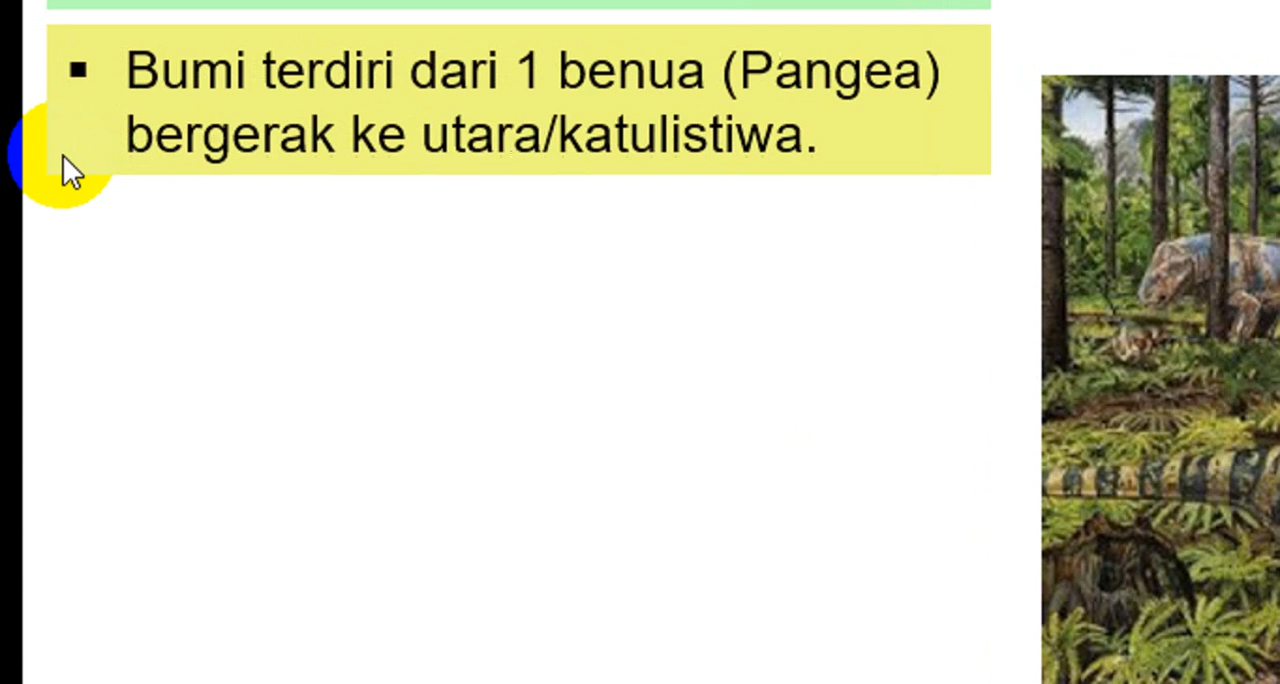 ▪ Bumi terdiri dari 1 benua (Pangea)
bergerak ke utara/katulistiwa.